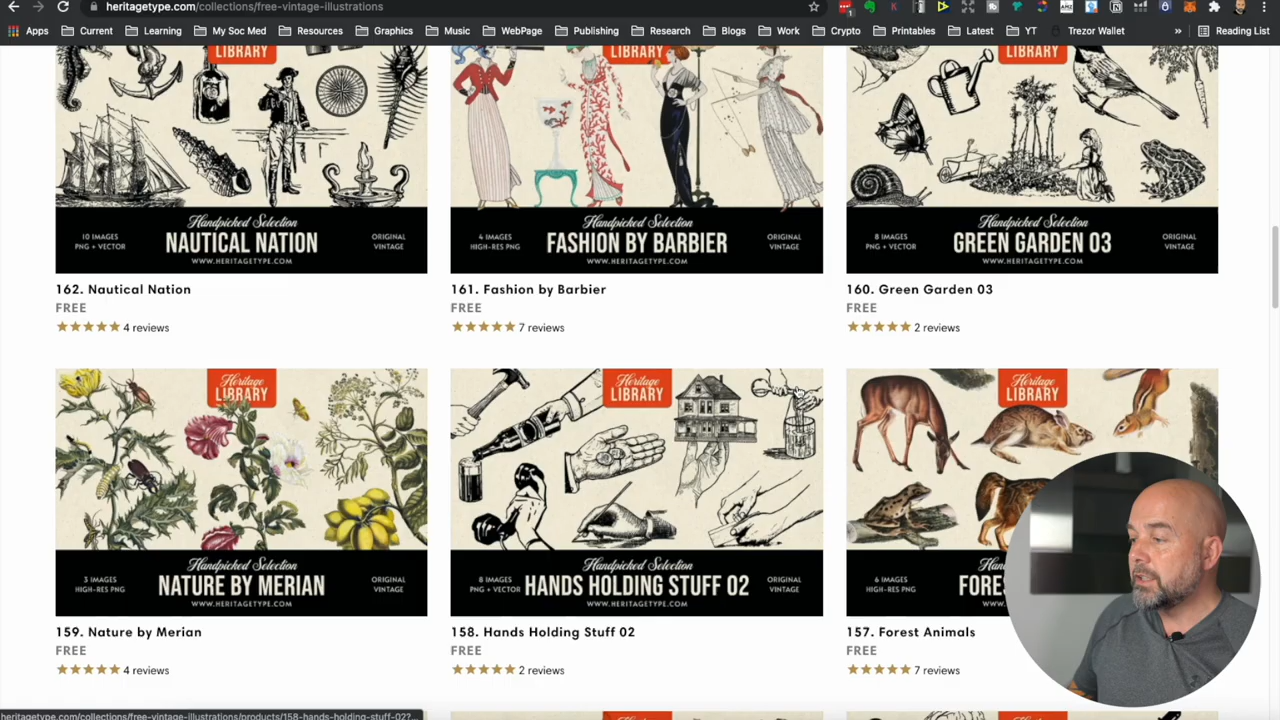 heritagetype.com/collections/free-vintage-illustrations
Apps Current Learning My Soc Med Resources Graphics Music WebPage Publishing Research Blogs Work Crypto Printables Latest YT Trezor Wallet » Reading List
LIBRARY
LIBRARY
LIBRARY
Handpicked Selection
10 IMAGES
PNG + VECTOR
NAUTICAL NATION
ORIGINAL
VINTAGE
WWW.HERITAGETYPE.COM
Handpicked Selection
4 IMAGES
HIGH-RES PNG
FASHION BY BARBIER
ORIGINAL
VINTAGE
WWW.HERITAGETYPE.COM
Handpicked Selection
8 IMAGES
PNG + VECTOR
GREEN GARDEN 03
ORIGINAL
VINTAGE
WWW.HERITAGETYPE.COM
162. Nautical Nation
FREE
4 reviews
161. Fashion by Barbier
FREE
7 reviews
160. Green Garden 03
FREE
2 reviews
Heritage
LIBRARY
Handpicked Selection
3 IMAGES
HIGH-RES PNG
NATURE BY MERIAN
ORIGINAL
VINTAGE
WWW.HERITAGETYPE.COM
Heritage
LIBRARY
Handpicked Selection
8 IMAGES
PNG + VECTOR
HANDS HOLDING STUFF 02
ORIGINAL
VINTAGE
WWW.HERITAGETYPE.COM
Heritage
LIBRARY
Handpicked
6 IMAGES
HIGH-RES PNG
FORES
WWW.HE
159. Nature by Merian
FREE
4 reviews
158. Hands Holding Stuff 02
FREE
2 reviews
157. Forest Animals
FREE
7 reviews
heritagetype.com/collections/free-vintage-illustrations/products/158-hands-holding-stuff-02?...